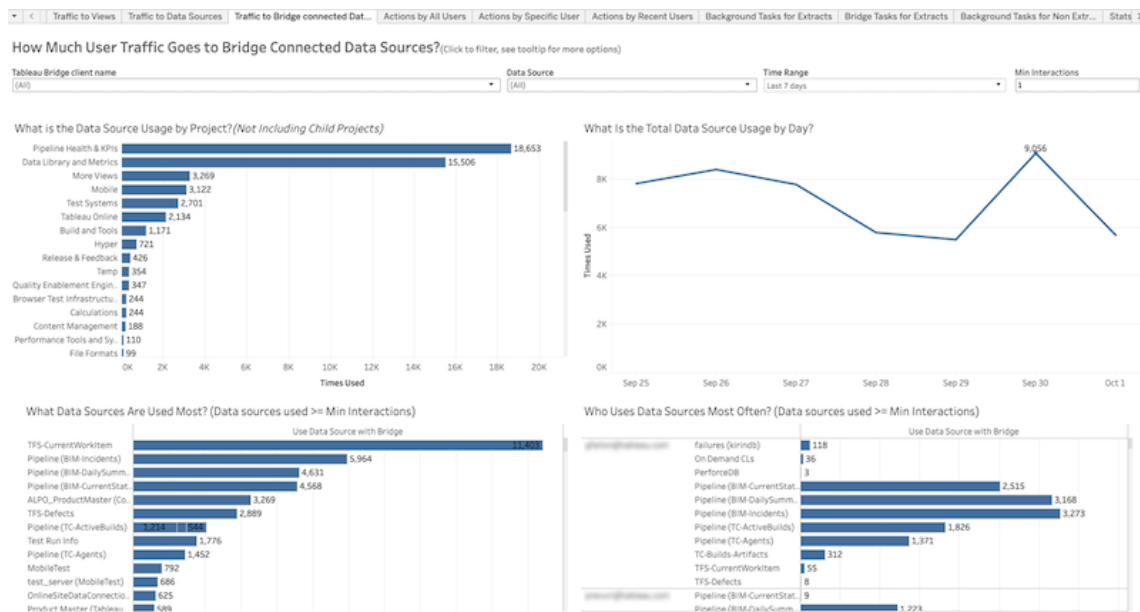 Traffic to Views Traffic to Data Sources Traffic to Bridge connected Dat... Actions by All Users Actions by Specific User Actions by Recent Users Background Tasks for Extracts Bridge Tasks for Extracts Background Tasks for Non Extr... Stats
How Much User Traffic Goes to Bridge Connected Data Sources?(Click to filter, see tooltip for more options)
Tableau Bridge client name Data Source Time Range Min Interactions
(All) (All) Last 7 days 1
What is the Data Source Usage by Project?(Not Including Child Projects)
Pipeline Health & KPIs 18,653
Data Library and Metrics 15,506
More Views 3,269
Mobile 3,122
Test Systems 2,701
Tableau Online 2,134
Build and Tools 1,171
Hyper 721
Release & Feedback 426
Temp 354
Quality Enablement Engin.. 347
Browser Test Infrastructu.. 244
Calculations 244
Content Management 188
Performance Tools and Sy.. 110
File Formats 99
0K 2K 4K 6K 8K 10K 12K 14K 16K 18K 20K
Times Used
What Is the Total Data Source Usage by Day?
9,056
8K
6K
4K
2K
0K
Times Used
Sep 25 Sep 26 Sep 27 Sep 28 Sep 29 Sep 30 Oct 1
What Data Sources Are Used Most? (Data sources used >= Min Interactions)
Use Data Source with Bridge
TFS-CurrentWorkItem 11,403
Pipeline (BIM-Incidents) 5,964
Pipeline (BIM-DailySumm.. 4,631
Pipeline (BIM-CurrentStat.. 4,568
ALPO_ProductMaster (Co.. 3,269
TFS-Defects 2,889
Pipeline (TC-ActiveBuilds) 1,214 544
Test Run Info 1,776
Pipeline (TC-Agents) 1,452
MobileTest 792
test_server (MobileTest) 686
OnlineSiteDataConnectio.. 625
Product Master (Tableau.. 589
Who Uses Data Sources Most Often? (Data sources used >= Min Interactions)
Use Data Source with Bridge
failures (kirindb) 118
On Demand CLs 36
PerforceDB 3
Pipeline (BIM-CurrentStat.. 2,515
Pipeline (BIM-DailySumm.. 3,168
Pipeline (BIM-Incidents) 3,273
Pipeline (TC-ActiveBuilds) 1,826
Pipeline (TC-Agents) 1,371
TC-Builds-Artifacts 312
TFS-CurrentWorkItem 55
TFS-Defects 8
Pipeline (BIM-CurrentStat.. 9
Pipeline (BIM-DailySumm.. 1,223